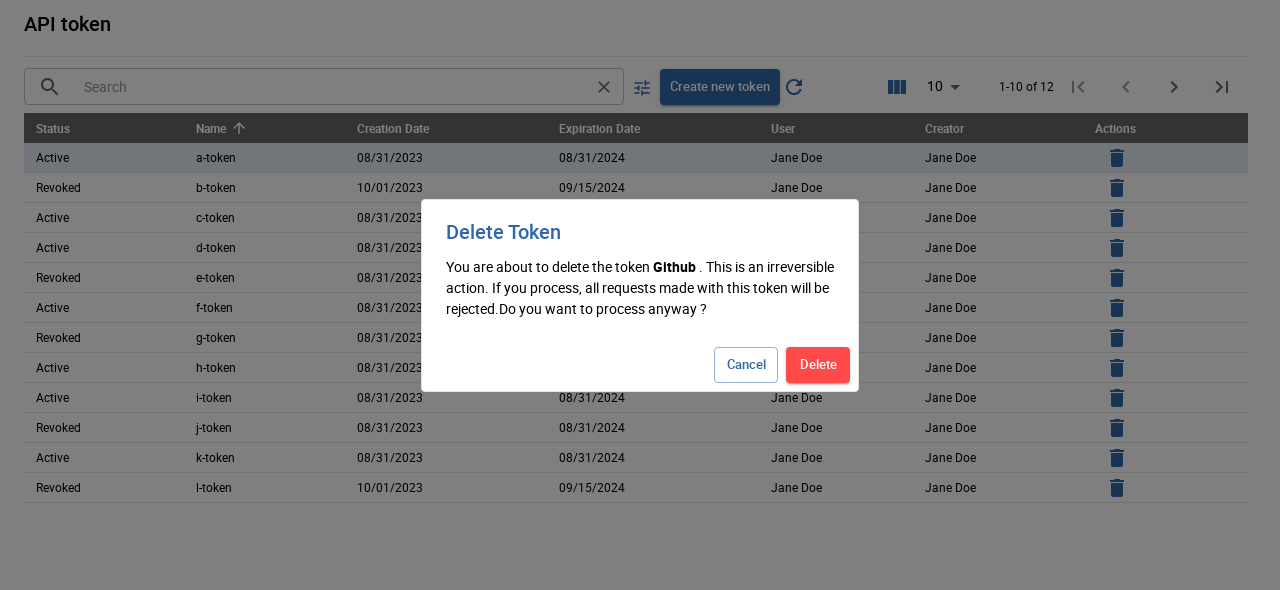 API token
Search
Create new token
10
1-10 of 12
Status Name Creation Date Expiration Date User Creator Actions
Active a-token 08/31/2023 08/31/2024 Jane Doe Jane Doe
Revoked b-token 10/01/2023 09/15/2024 Jane Doe Jane Doe
Active c-token 08/31/2023 Jane Doe
Active d-token 08/31/2023 Jane Doe
Revoked e-token 08/31/2023 Jane Doe
Active f-token 08/31/2023 Jane Doe
Revoked g-token 08/31/2023 Jane Doe
Active h-token 08/31/2023 Jane Doe
Active i-token 08/31/2023 08/31/2024 Jane Doe Jane Doe
Revoked j-token 08/31/2023 08/31/2024 Jane Doe Jane Doe
Active k-token 08/31/2023 08/31/2024 Jane Doe Jane Doe
Revoked l-token 10/01/2023 09/15/2024 Jane Doe Jane Doe
Delete Token
You are about to delete the token Github . This is an irreversible
action. If you process, all requests made with this token will be
rejected.Do you want to process anyway ?
Cancel
Delete